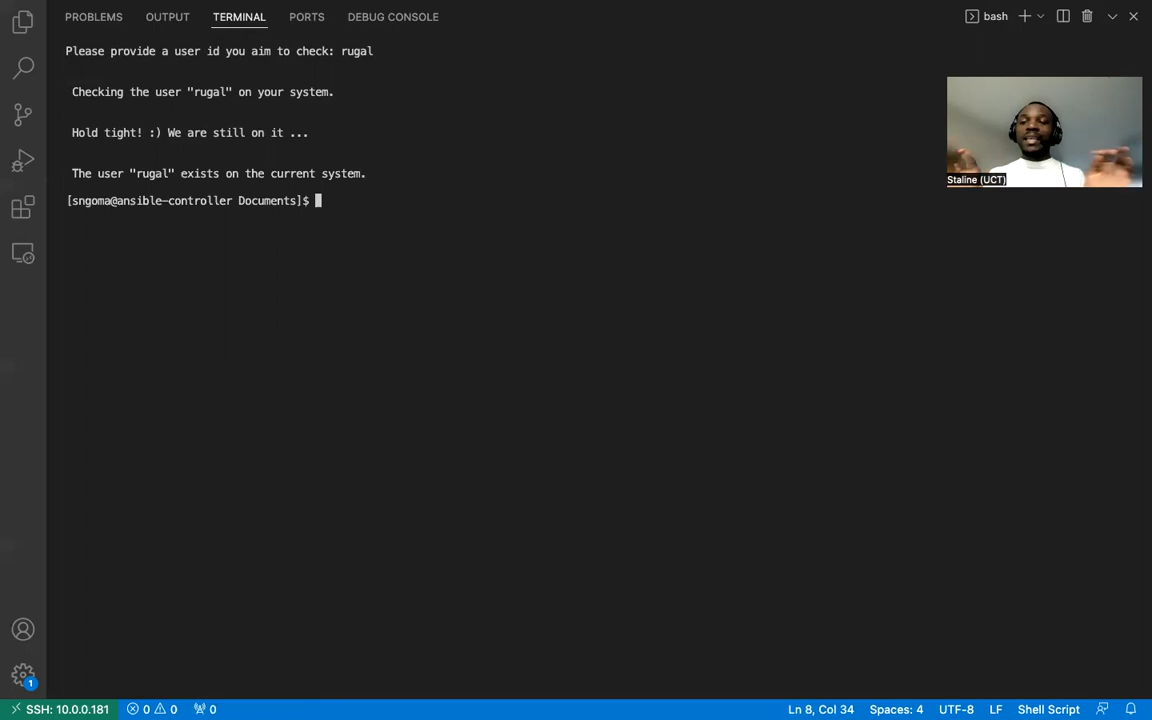 PROBLEMS OUTPUT TERMINAL PORTS DEBUG CONSOLE bash
Please provide a user id you aim to check: rugal
Checking the user "rugal" on your system.
Hold tight! :) We are still on it ...
The user "rugal" exists on the current system.
[sngoma@ansible-controller Documents]$
Staline (UCT)
1
SSH: 10.0.0.181 0 0 0 Ln 8, Col 34 Spaces: 4 UTF-8 LF Shell Script